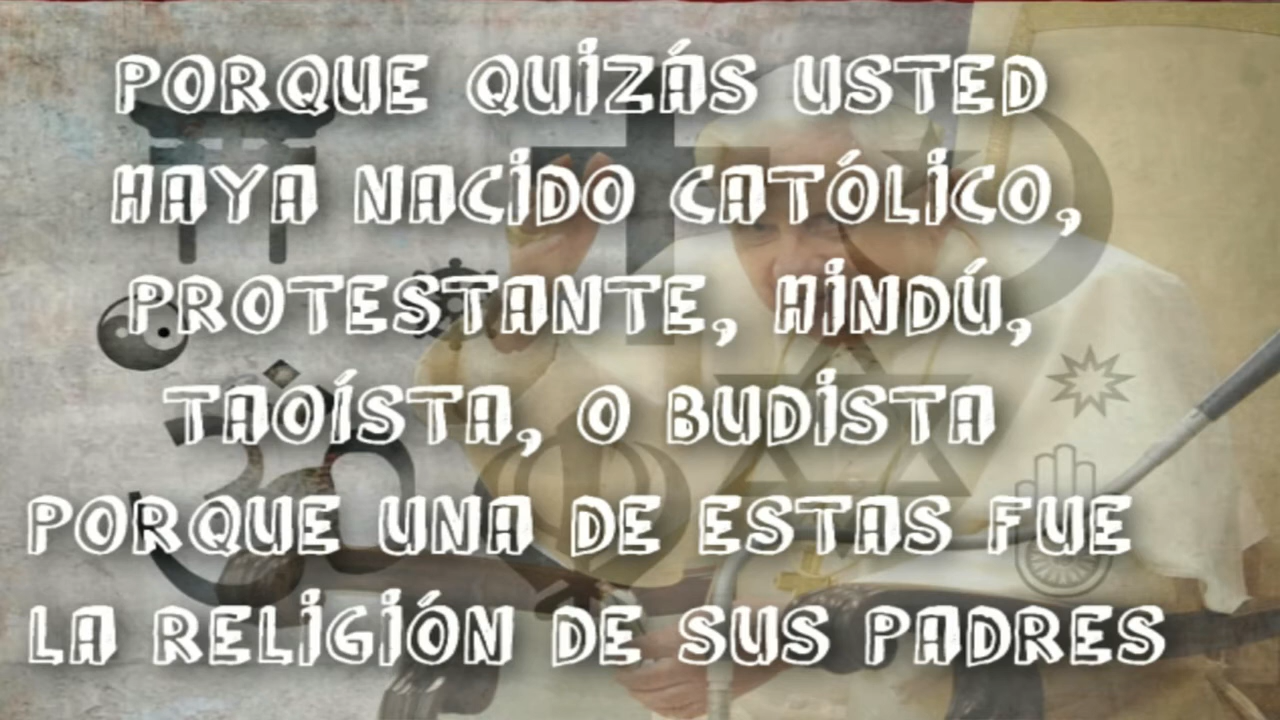 PORQUE QUIZÁS USTED
HAYA NACIDO CATÓLICO,
PROTESTANTE, HINDÚ,
TAOÍSTA, O BUDISTA
PORQUE UNA DE ESTAS FUE
LA RELIGIÓN DE SUS PADRES